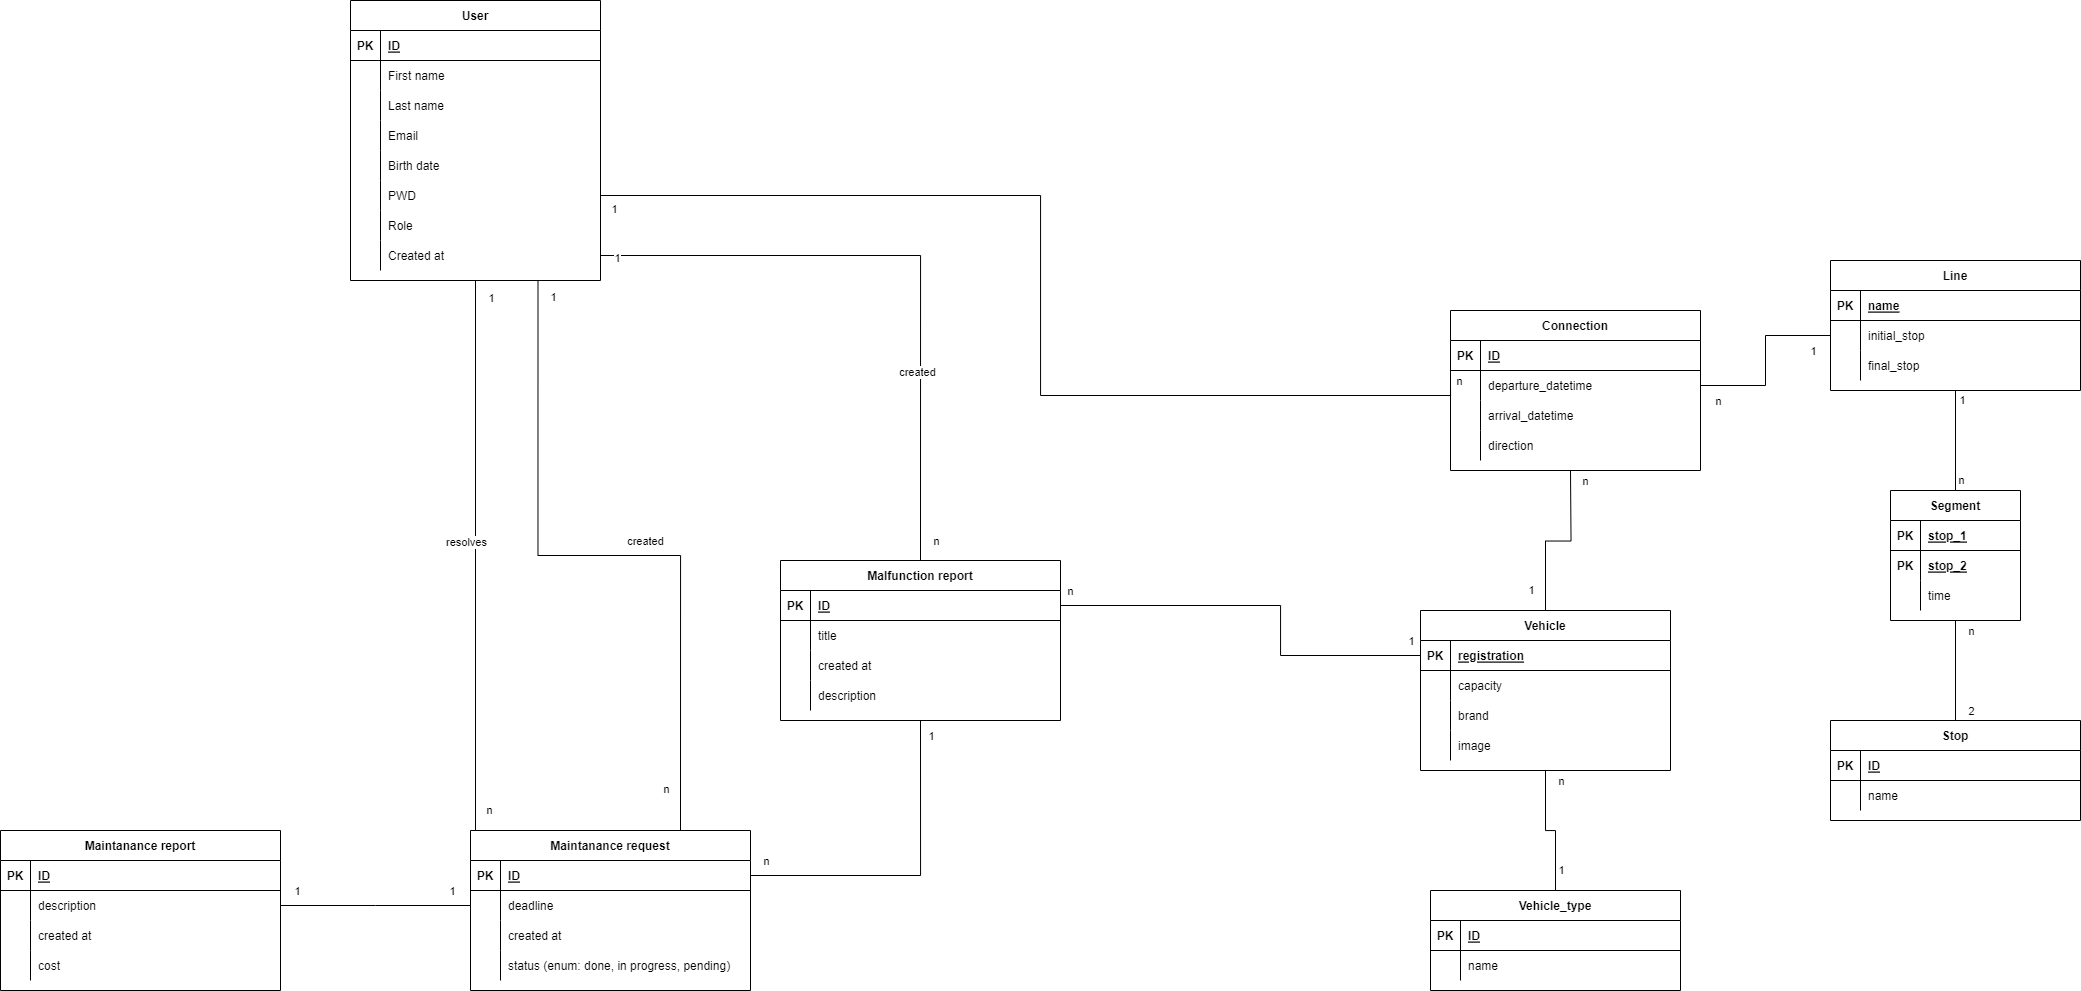 User
PK ID
First name
Last name
Email
Birth date
PWD
Role
Created at
1
1
1
1
created
n
resolves
created
n
n
Connection
PK ID
n departure_datetime
arrival_datetime
direction
n
n
Line
PK name
initial_stop
final_stop
1
1
n
Segment
PK stop_1
PK stop_2
time
n
2
Stop
PK ID
name
Malfunction report
PK ID
title
created at
description
n
1
1
1
Vehicle
PK registration
capacity
brand
image
n
1
Vehicle_type
PK ID
name
Maintanance report
PK ID
description
created at
cost
1
1
Maintanance request
PK ID
deadline
created at
status (enum: done, in progress, pending)
n